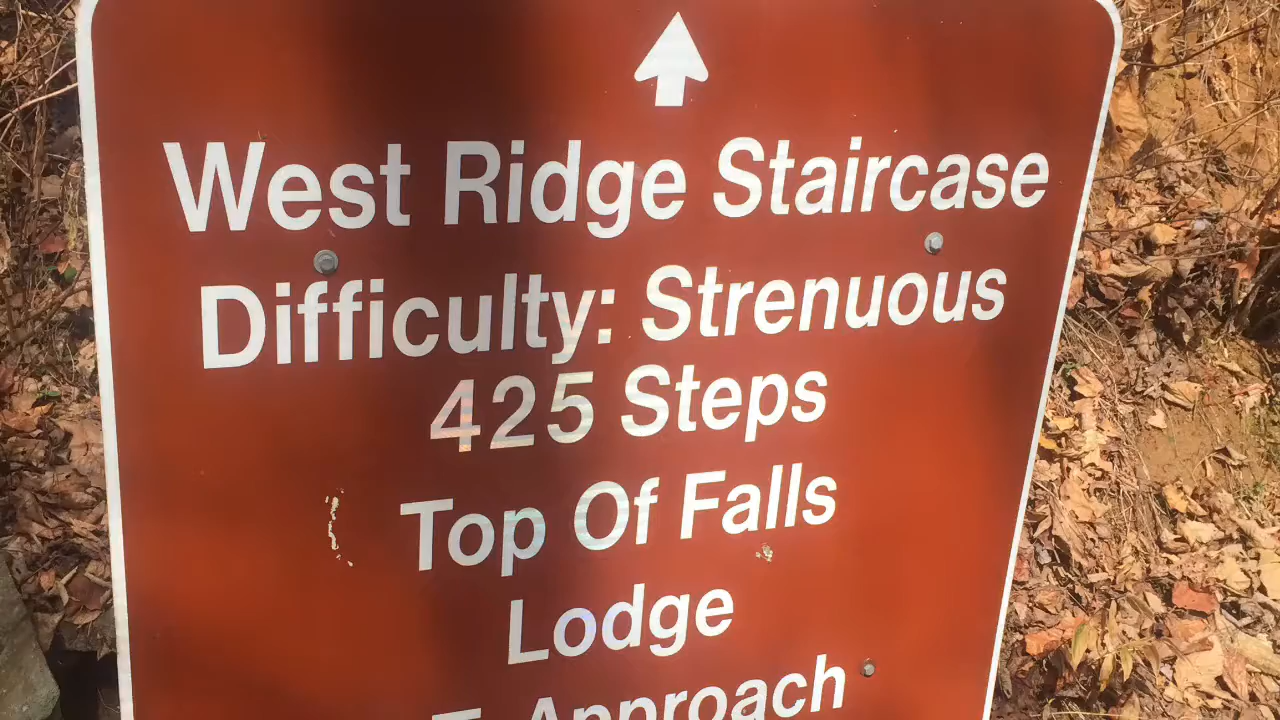 West Ridge Staircase
Difficulty: Strenuous
425 Steps
Top Of Falls
Lodge
Approach